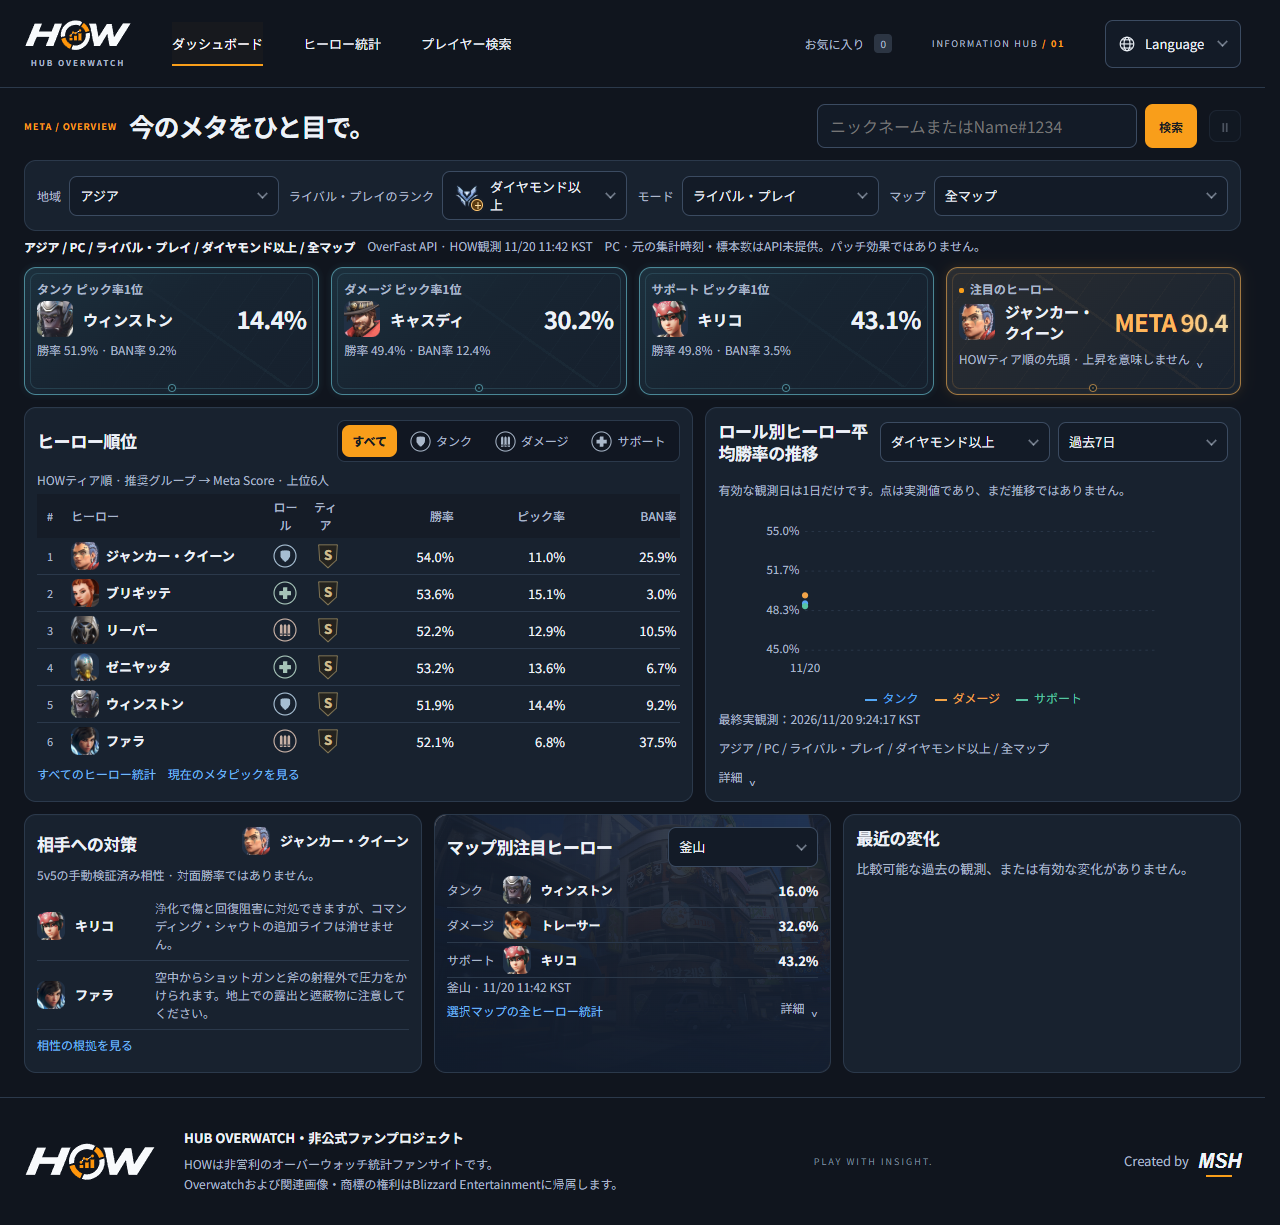 HOW
HUB OVERWATCH
ダッシュボード
ヒーロー統計
プレイヤー検索
お気に入り 0
INFORMATION HUB / 01
Language
META / OVERVIEW
今のメタをひと目で。
ニックネームまたはName#1234
検索
地域
アジア
ライバル・プレイのランク
ダイヤモンド以
上
モード
ライバル・プレイ
マップ
全マップ
アジア / PC / ライバル・プレイ / ダイヤモンド以上 / 全マップ
OverFast API · HOW観測 11/20 11:42 KST
PC · 元の集計時刻・標本数はAPI未提供。パッチ効果ではありません。
タンク ピック率1位
ウィンストン
14.4%
勝率 51.9% · BAN率 9.2%
ダメージ ピック率1位
キャスディ
30.2%
勝率 49.4% · BAN率 12.4%
サポート ピック率1位
キリコ
43.1%
勝率 49.8% · BAN率 3.5%
注目のヒーロー
ジャンカー・
クイーン
META 90.4
HOWティア順の先頭 · 上昇を意味しません
ヒーロー順位
すべて
タンク
ダメージ
サポート
HOWティア順 · 推奨グループ → Meta Score · 上位6人
# ヒーロー ロー
ル ティ
ア 勝率 ピック率 BAN率
1 ジャンカー・クイーン S 54.0% 11.0% 25.9%
2 ブリギッテ S 53.6% 15.1% 3.0%
3 リーパー S 52.2% 12.9% 10.5%
4 ゼニヤッタ S 53.2% 13.6% 6.7%
5 ウィンストン S 51.9% 14.4% 9.2%
6 ファラ S 52.1% 6.8% 37.5%
すべてのヒーロー統計
現在のメタピックを見る
ロール別ヒーロー平
均勝率の推移
ダイヤモンド以上
過去7日
有効な観測日は1日だけです。点は実測値であり、まだ推移ではありません。
55.0%
51.7%
48.3%
45.0%
11/20
タンク
ダメージ
サポート
最終実観測：2026/11/20 9:24:17 KST
アジア / PC / ライバル・プレイ / ダイヤモンド以上 / 全マップ
詳細
相手への対策
ジャンカー・クイーン
5v5の手動検証済み相性 · 対面勝率ではありません。
キリコ
浄化で傷と回復阻害に対処できますが、コマン
ディング・シャウトの追加ライフは消せませ
ん。
ファラ
空中からショットガンと斧の射程外で圧力をか
けられます。地上での露出と遮蔽物に注意して
ください。
相性の根拠を見る
マップ別注目ヒーロー
釜山
タンク ウィンストン 16.0%
ダメージ トレーサー 32.6%
サポート キリコ 43.2%
釜山 · 11/20 11:42 KST
選択マップの全ヒーロー統計
詳細
最近の変化
比較可能な過去の観測、または有効な変化がありません。
HOW
HUB OVERWATCH・非公式ファンプロジェクト
HOWは非営利のオーバーウォッチ統計ファンサイトです。
Overwatchおよび関連画像・商標の権利はBlizzard Entertainmentに帰属します。
PLAY WITH INSIGHT.
Created by MSH